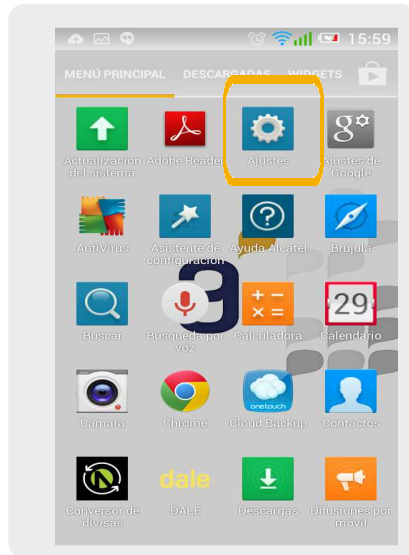 15:59
MENÚ PRINCIPAL DESCARGADAS WIDGETS
Actualización
del sistema
Adobe Reader
Ajustes
Ajustes de
Google
g
AntiVirus
Asistente de
configuración
Ayuda Alcatel
Brújula
Buscar
Búsqueda por
voz
Calculadora
29
Calendario
Cámara
Chrome
onetouch
Cloud Backup
Contactos
Conversor de
divisas
dale
DALE
Descargas
Difusiones por
móvil